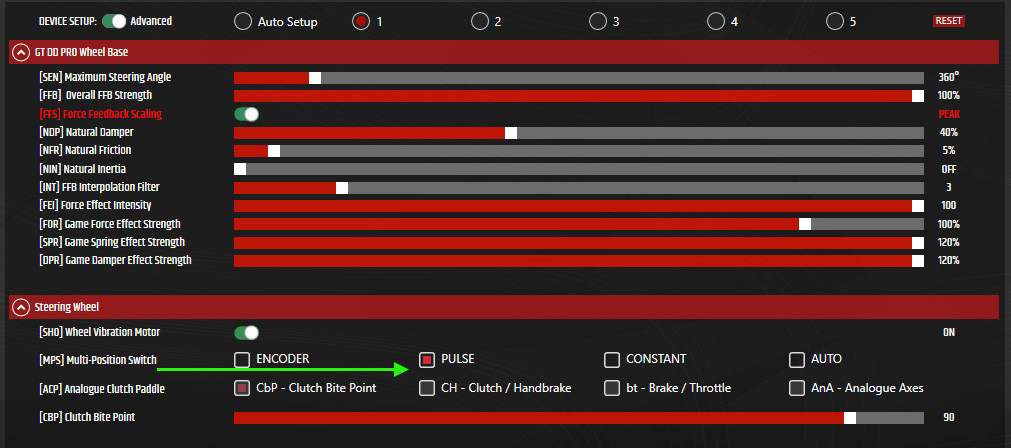 DEVICE SETUP: Advanced Auto Setup 1 2 3 4 5 RESET
GT DD PRO Wheel Base
[SEN] Maximum Steering Angle 360°
[FFB] Overall FFB Strength 100%
[FFS] Force Feedback Scaling PEAK
[NDP] Natural Damper 40%
[NFR] Natural Friction 5%
[NIN] Natural Inertia OFF
[INT] FFB Interpolation Filter 3
[FEI] Force Effect Intensity 100
[FOR] Game Force Effect Strength 100%
[SPR] Game Spring Effect Strength 120%
[DPR] Game Damper Effect Strength 120%
Steering Wheel
[SHO] Wheel Vibration Motor ON
[MPS] Multi-Position Switch ENCODER PULSE CONSTANT AUTO
[ACP] Analogue Clutch Paddle CbP - Clutch Bite Point CH - Clutch / Handbrake bt - Brake / Throttle AnA - Analogue Axes
[CBP] Clutch Bite Point 90